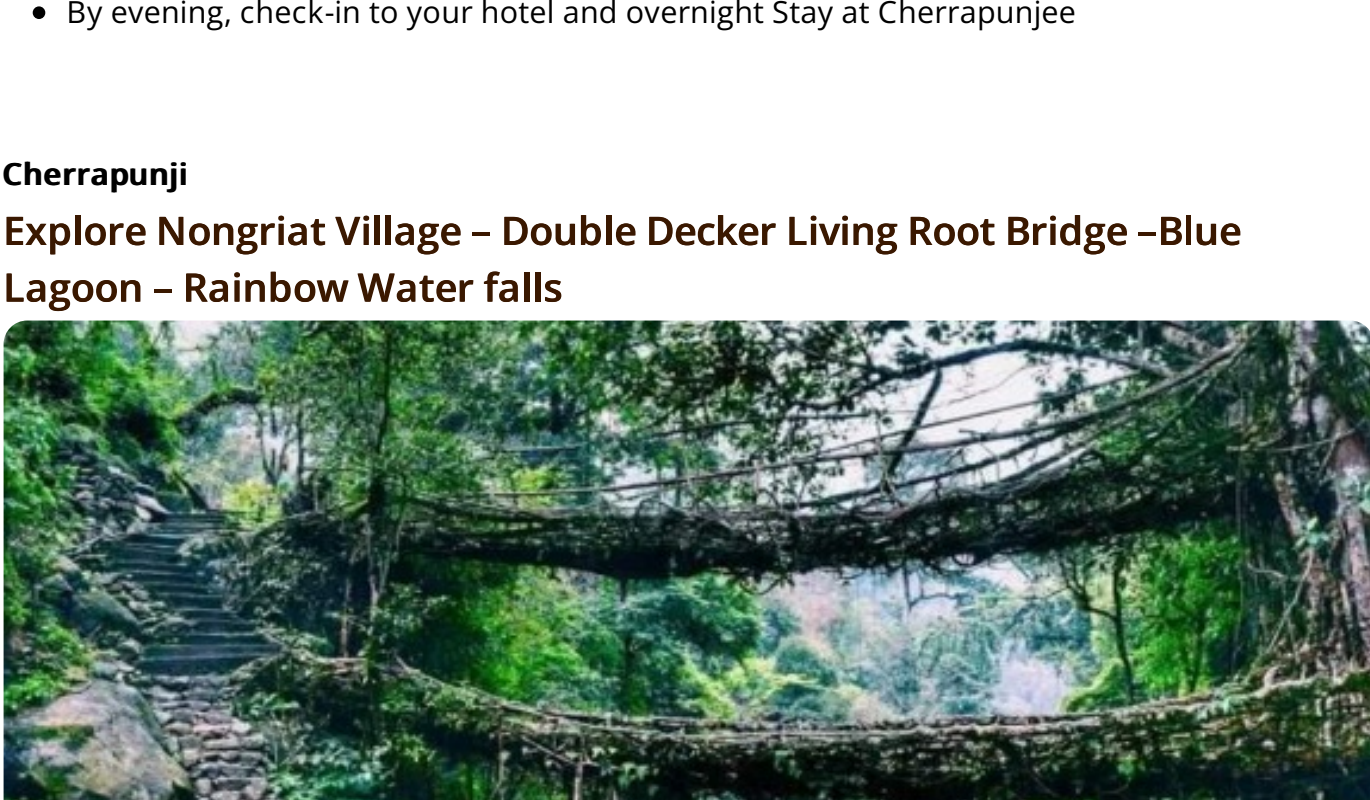 • By evening, check-in to your hotel and overnight Stay at Cherrapunjee
Cherrapunji
Explore Nongriat Village – Double Decker Living Root Bridge –Blue
Lagoon – Rainbow Water falls